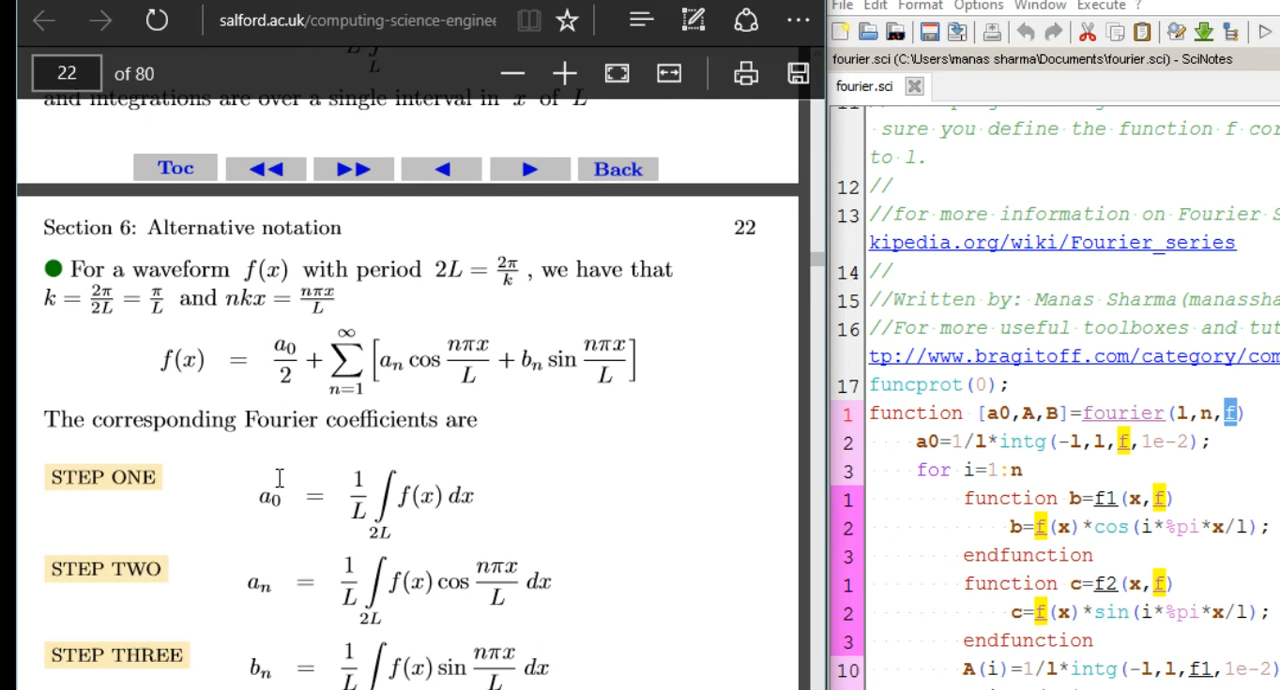 salford.ac.uk/computing-science-enginee
22 of 80
and integrations are over a single interval in x of L
Toc ◀◀ ▶▶ ◀ ▶ Back
Section 6: Alternative notation 22
● For a waveform f(x) with period 2L = 2π/k , we have that
k = 2π/2L = π/L and nkx = nπx/L
f(x) = a₀/2 + ∑_{n=1}^{∞} [aₙ cos nπx/L + bₙ sin nπx/L]
The corresponding Fourier coefficients are
STEP ONE
a₀ = 1/L ∫_{2L} f(x) dx
STEP TWO
aₙ = 1/L ∫_{2L} f(x) cos nπx/L dx
STEP THREE
bₙ = 1/L ∫ f(x) sin nπx/L dx
File Edit Format Options Window Execute ?
fourier.sci (C:\Users\manas sharma\Documents\fourier.sci) - SciNotes
fourier.sci
11
sure you define the function f cor
to l.
12 //
13 //for more information on Fourier S
kipedia.org/wiki/Fourier_series
14 //
15 //Written by: Manas Sharma(manassha
16 //For more useful toolboxes and tut
tp://www.bragitoff.com/category/com
17 funcprot(0);
1 function [a0,A,B]=fourier(l,n,f)
2 a0=1/l*intg(-l,l,f,1e-2);
3 for i=1:n
1 function b=f1(x,f)
2 b=f(x)*cos(i*%pi*x/l);
3 endfunction
1 function c=f2(x,f)
2 c=f(x)*sin(i*%pi*x/l);
3 endfunction
10 A(i)=1/l*intg(-l,l,f1,1e-2)